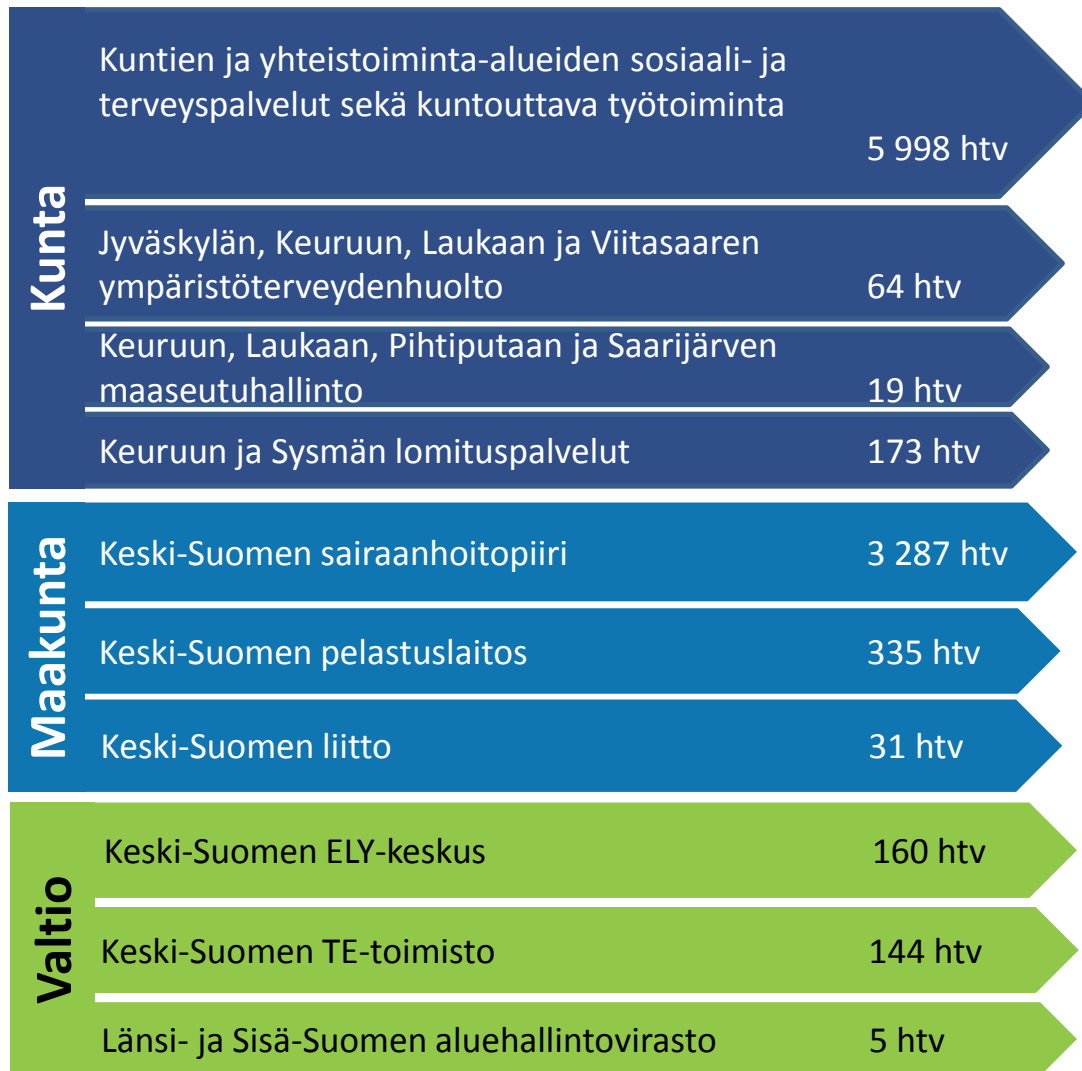 Kunta
Kuntien ja yhteistoiminta-alueiden sosiaali- ja
terveyspalvelut sekä kuntouttava työtoiminta
5 998 htv
Jyväskylän, Keuruun, Laukaan ja Viitasaaren
ympäristöterveydenhuolto 64 htv
Keuruun, Laukaan, Pihtiputaan ja Saarijärven
maaseutuhallinto 19 htv
Keuruun ja Sysmän lomituspalvelut 173 htv
Maakunta
Keski-Suomen sairaanhoitopiiri 3 287 htv
Keski-Suomen pelastuslaitos 335 htv
Keski-Suomen liitto 31 htv
Valtio
Keski-Suomen ELY-keskus 160 htv
Keski-Suomen TE-toimisto 144 htv
Länsi- ja Sisä-Suomen aluehallintovirasto 5 htv